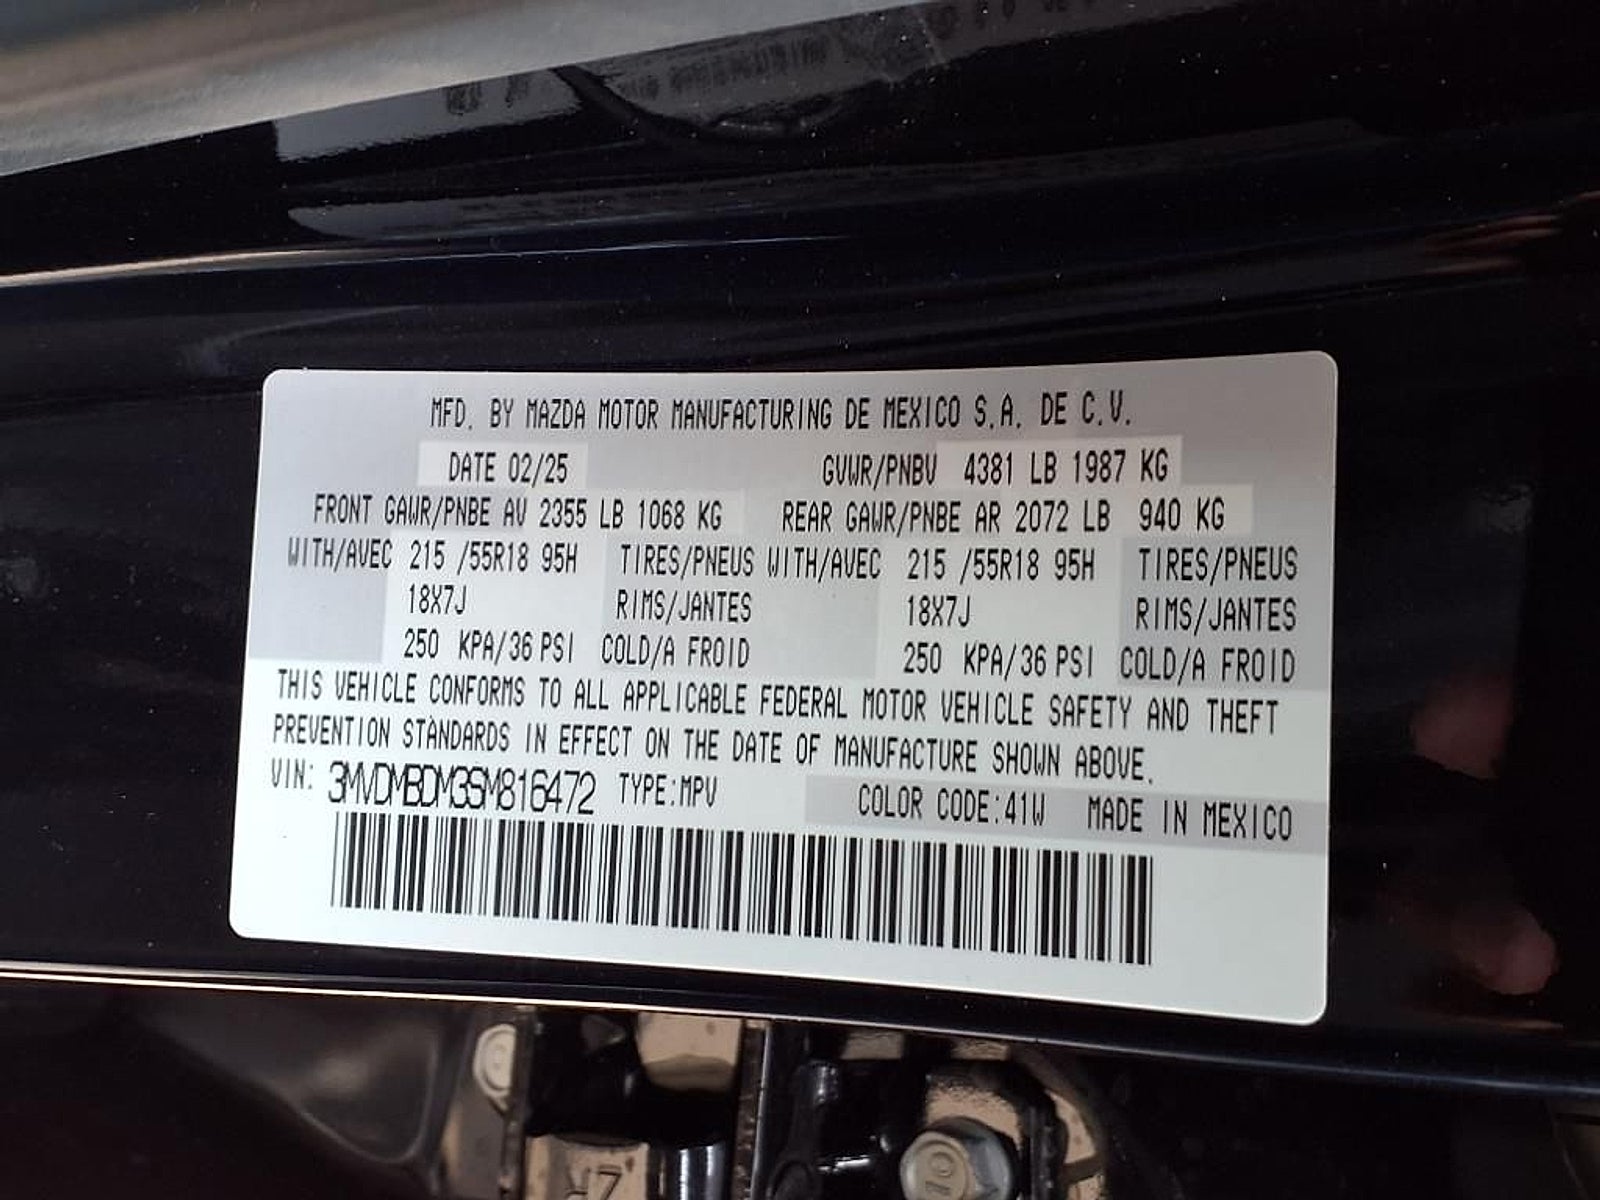 MFD. BY MAZDA MOTOR MANUFACTURING DE MEXICO S.A. DE C.V.
DATE 02/25 GVWR/PNBV 4381 LB 1987 KG
FRONT GAWR/PNBE AV 2355 LB 1068 KG REAR GAWR/PNBE AR 2072 LB 940 KG
WITH/AVEC 215 /55R18 95H TIRES/PNEUS WITH/AVEC 215 /55R18 95H TIRES/PNEUS
18X7J RIMS/JANTES 18X7J RIMS/JANTES
250 KPA/36 PSI COLD/A FROID 250 KPA/36 PSI COLD/A FROID
THIS VEHICLE CONFORMS TO ALL APPLICABLE FEDERAL MOTOR VEHICLE SAFETY AND THEFT
PREVENTION STANDARDS IN EFFECT ON THE DATE OF MANUFACTURE SHOWN ABOVE.
VIN: 3MVDMBDM3SM816472 TYPE:MPV COLOR CODE:41W MADE IN MEXICO